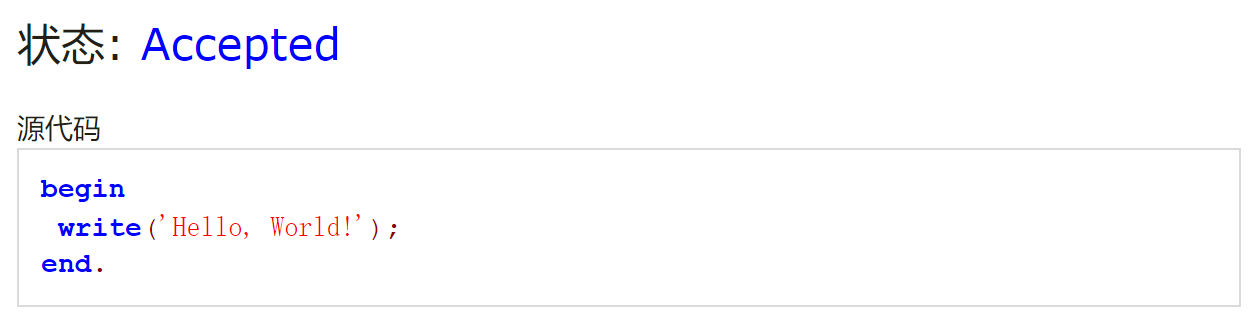 状态: Accepted
源代码
begin
 write('Hello, World!');
end.